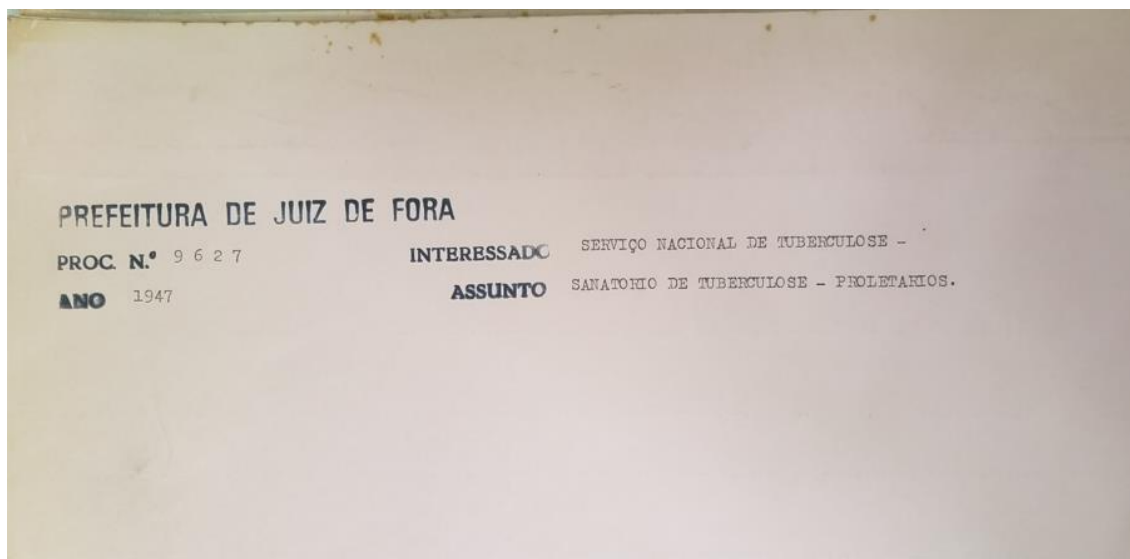 PREFEITURA DE JUIZ DE FORA
PROC. N.º 9627 INTERESSADO SERVIÇO NACIONAL DE TUBERCULOSE -
ANO 1947 ASSUNTO SANATORIO DE TUBERCULOSE - PROLETARIOS.